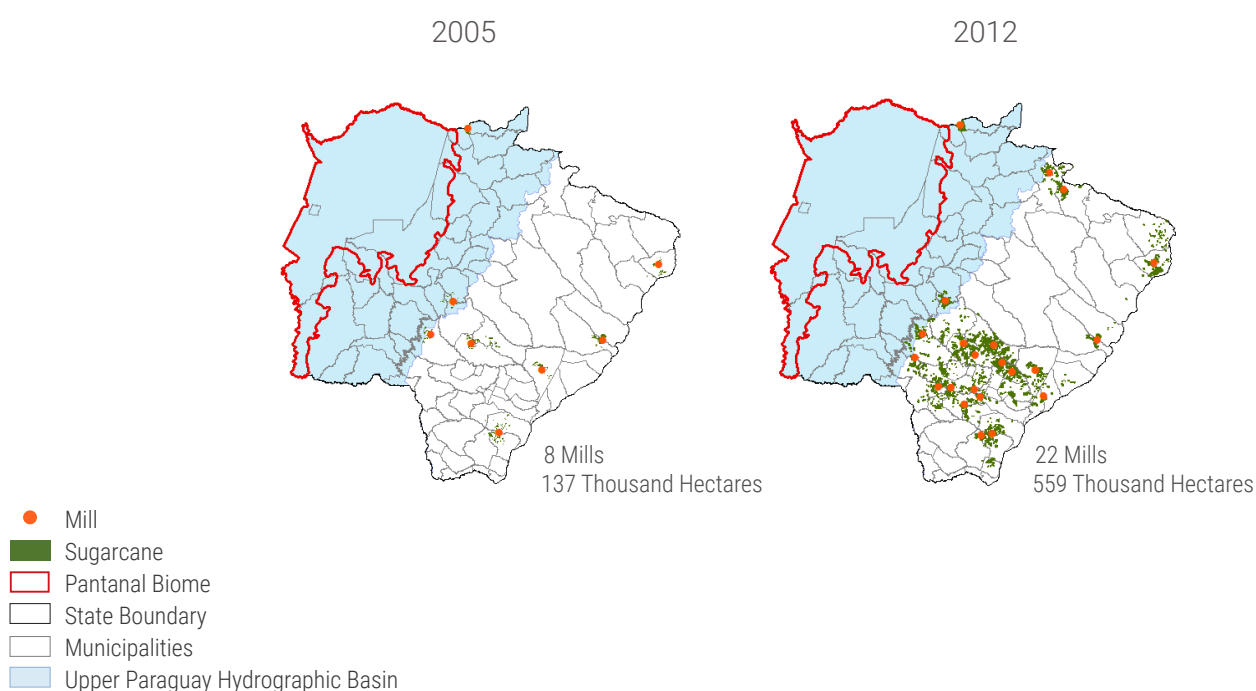 2005
2012
8 Mills
137 Thousand Hectares
22 Mills
559 Thousand Hectares
Mill
Sugarcane
Pantanal Biome
State Boundary
Municipalities
Upper Paraguay Hydrographic Basin